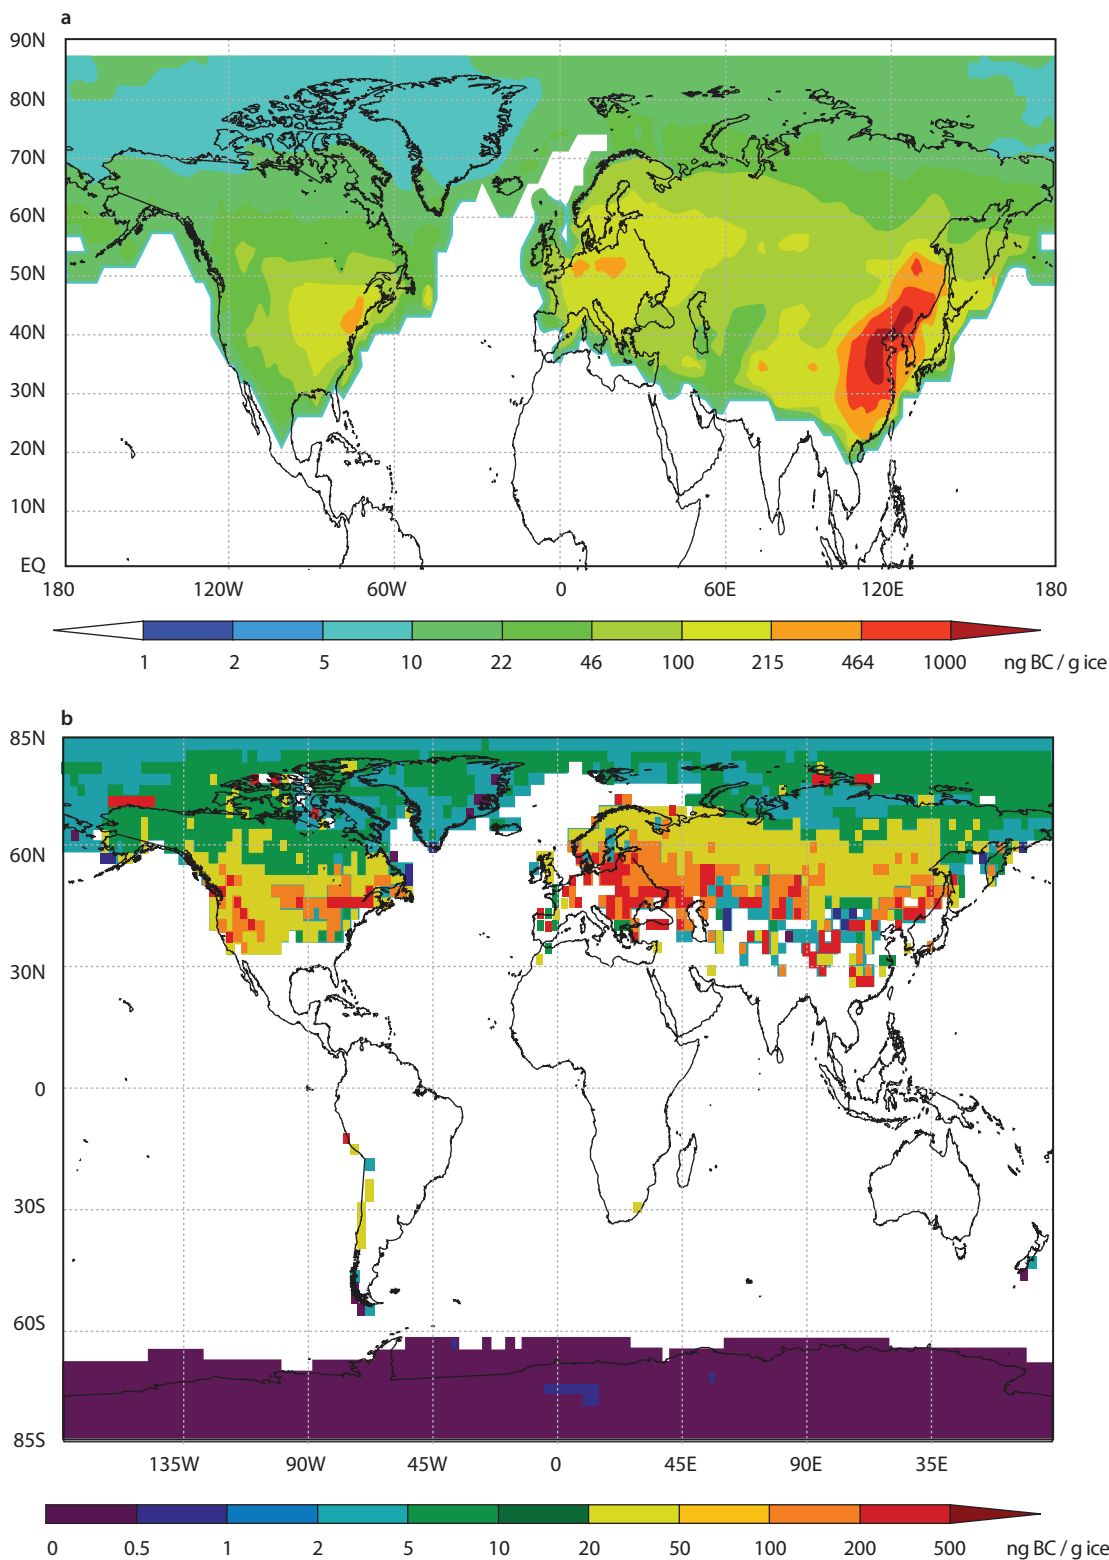 a
90N
80N
70N
60N
50N
40N
30N
20N
10N
EQ
180 120W 60W 0 60E 120E 180
1 2 5 10 22 46 100 215 464 1000 ng BC / g ice
b
85N
60N
30N
0
30S
60S
85S
135W 90W 45W 0 45E 90E 35E
0 0.5 1 2 5 10 20 50 100 200 500 ng BC / g ice